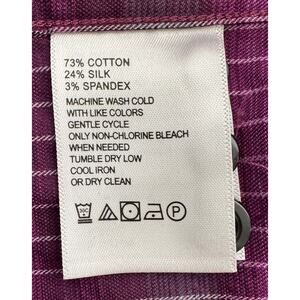 73% COTTON
24% SILK
3% SPANDEX
MACHINE WASH COLD
WITH LIKE COLORS
GENTLE CYCLE
ONLY NON-CHLORINE BLEACH
WHEN NEEDED
TUMBLE DRY LOW
COOL IRON
OR DRY CLEAN
P